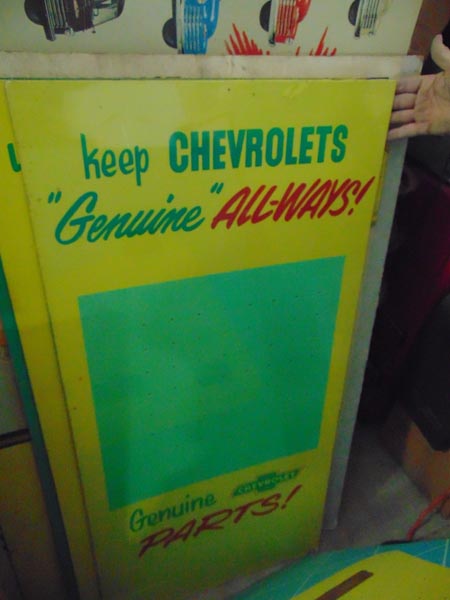 keep CHEVROLETS
"Genuine" ALL-WAYS!
Genuine CHEVROLET
PARTS!